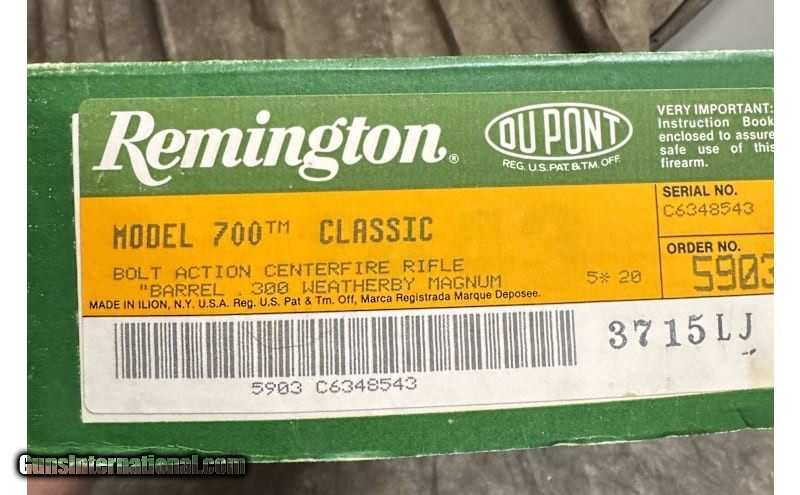 Remington®
DU PONT
REG. U.S. PAT. & TM. OFF.
VERY IMPORTANT:
Instruction Book
enclosed to assure
safe use of this
firearm.
SERIAL NO.
C6348543
MODEL 700™ CLASSIC
ORDER NO.
5903
BOLT ACTION CENTERFIRE RIFLE
"BARREL .300 WEATHERBY MAGNUM 5* 20
MADE IN ILION, N.Y. U.S.A. Reg. U.S. Pat & Tm. Off, Marca Registrada Marque Deposee.
3715LJ
5903 C6348543
GunsInternational.com